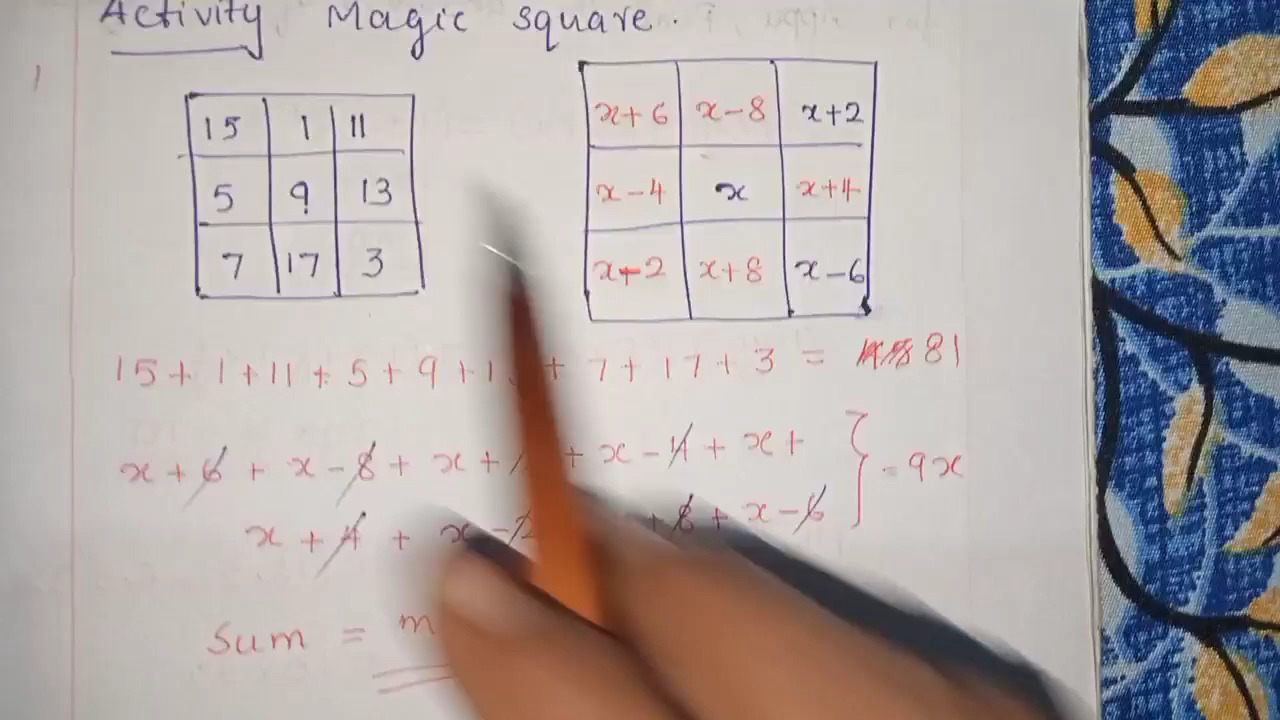 Activity Magic square.
15 1 11
5 9 13
7 17 3
x+6 x-8 x+2
x-4 x x+4
x-2 x+8 x-6
15 + 1 + 11 + 5 + 9 + 1 + 7 + 17 + 3 = 81
x + 6 + x - 8 + x + + x - 4 + x +
x + 4 + x - 2 + 8 + x - 6 } = 9x
Sum =